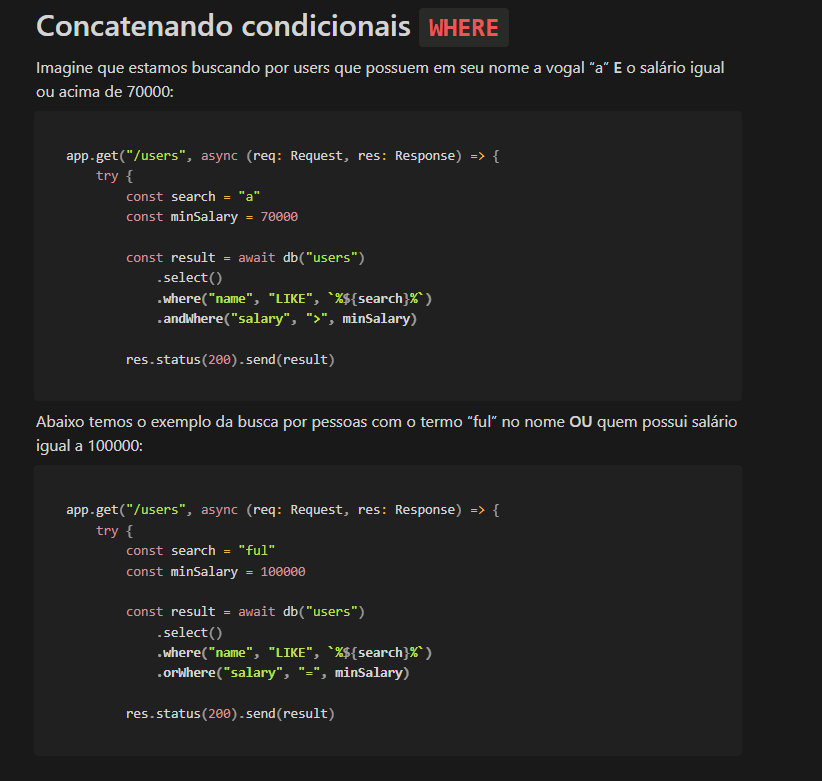 Concatenando condicionais WHERE
Imagine que estamos buscando por users que possuem em seu nome a vogal “a” E o salário igual
ou acima de 70000:
app.get("/users", async (req: Request, res: Response) => {
    try {
        const search = "a"
        const minSalary = 70000
        const result = await db("users")
            .select()
            .where("name", "LIKE", `%${search}%`)
            .andWhere("salary", ">", minSalary)
        res.status(200).send(result)
Abaixo temos o exemplo da busca por pessoas com o termo “ful” no nome OU quem possui salário
igual a 100000:
app.get("/users", async (req: Request, res: Response) => {
    try {
        const search = "ful"
        const minSalary = 100000
        const result = await db("users")
            .select()
            .where("name", "LIKE", `%${search}%`)
            .orWhere("salary", "=", minSalary)
        res.status(200).send(result)